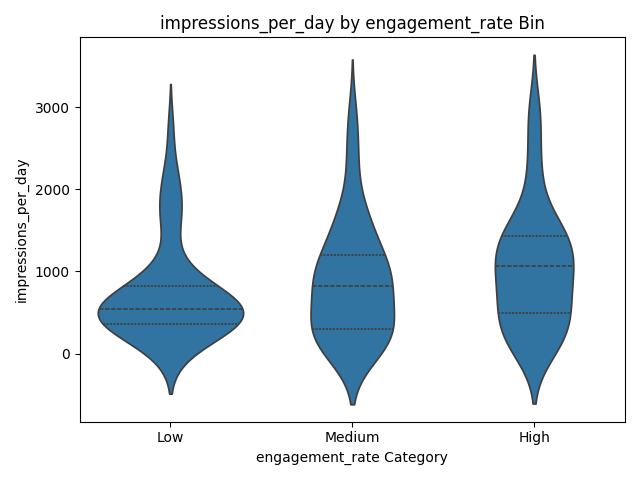 impressions_per_day by engagement_rate Bin
impressions_per_day
3000
2000
1000
0
Low Medium High
engagement_rate Category